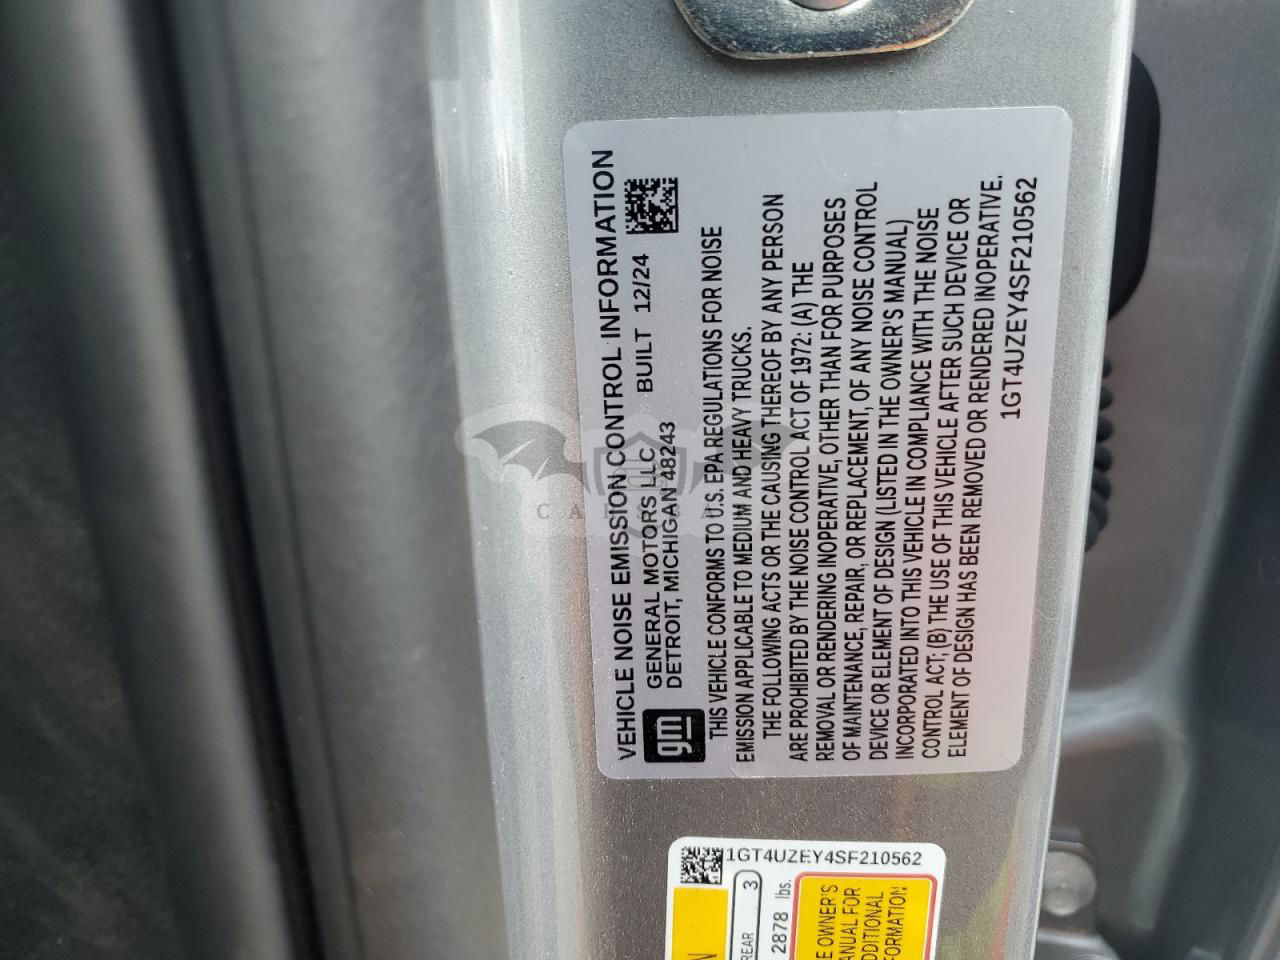 VEHICLE NOISE EMISSION CONTROL INFORMATION
gm
GENERAL MOTORS LLC BUILT 12/24
DETROIT, MICHIGAN 48243
THIS VEHICLE CONFORMS TO U.S. EPA REGULATIONS FOR NOISE
EMISSION APPLICABLE TO MEDIUM AND HEAVY TRUCKS.
THE FOLLOWING ACTS OR THE CAUSING THEREOF BY ANY PERSON
ARE PROHIBITED BY THE NOISE CONTROL ACT OF 1972: (A) THE
REMOVAL OR RENDERING INOPERATIVE, OTHER THAN FOR PURPOSES
OF MAINTENANCE, REPAIR, OR REPLACEMENT, OF ANY NOISE CONTROL
DEVICE OR ELEMENT OF DESIGN (LISTED IN THE OWNER'S MANUAL)
INCORPORATED INTO THIS VEHICLE IN COMPLIANCE WITH THE NOISE
CONTROL ACT; (B) THE USE OF THIS VEHICLE AFTER SUCH DEVICE OR
ELEMENT OF DESIGN HAS BEEN REMOVED OR RENDERED INOPERATIVE.
1GT4UZEY4SF210562
1GT4UZEY4SF210562
REAR 3
2878 lbs.
OWNER'S
MANUAL FOR
ADDITIONAL